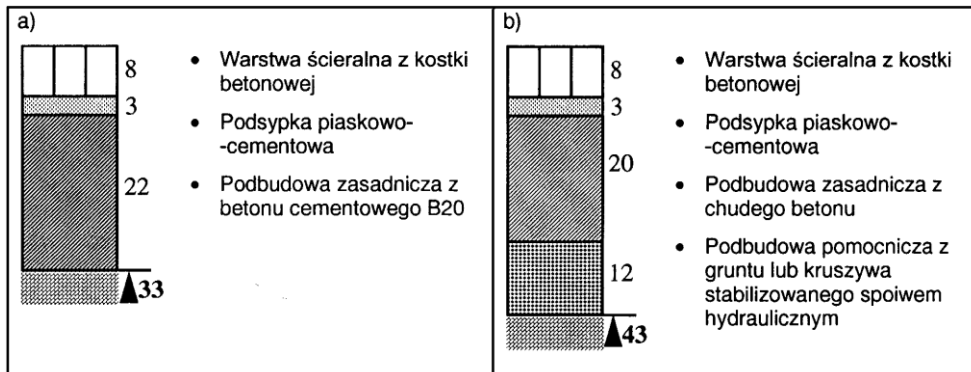 a)
8
3
22
33
• Warstwa ścieralna z kostki
betonowej
• Podsypka piaskowo-
-cementowa
• Podbudowa zasadnicza z
betonu cementowego B20
b)
8
3
20
12
43
• Warstwa ścieralna z kostki
betonowej
• Podsypka piaskowo-
-cementowa
• Podbudowa zasadnicza z
chudego betonu
• Podbudowa pomocnicza z
gruntu lub kruszywa
stabilizowanego spoiwem
hydraulicznym